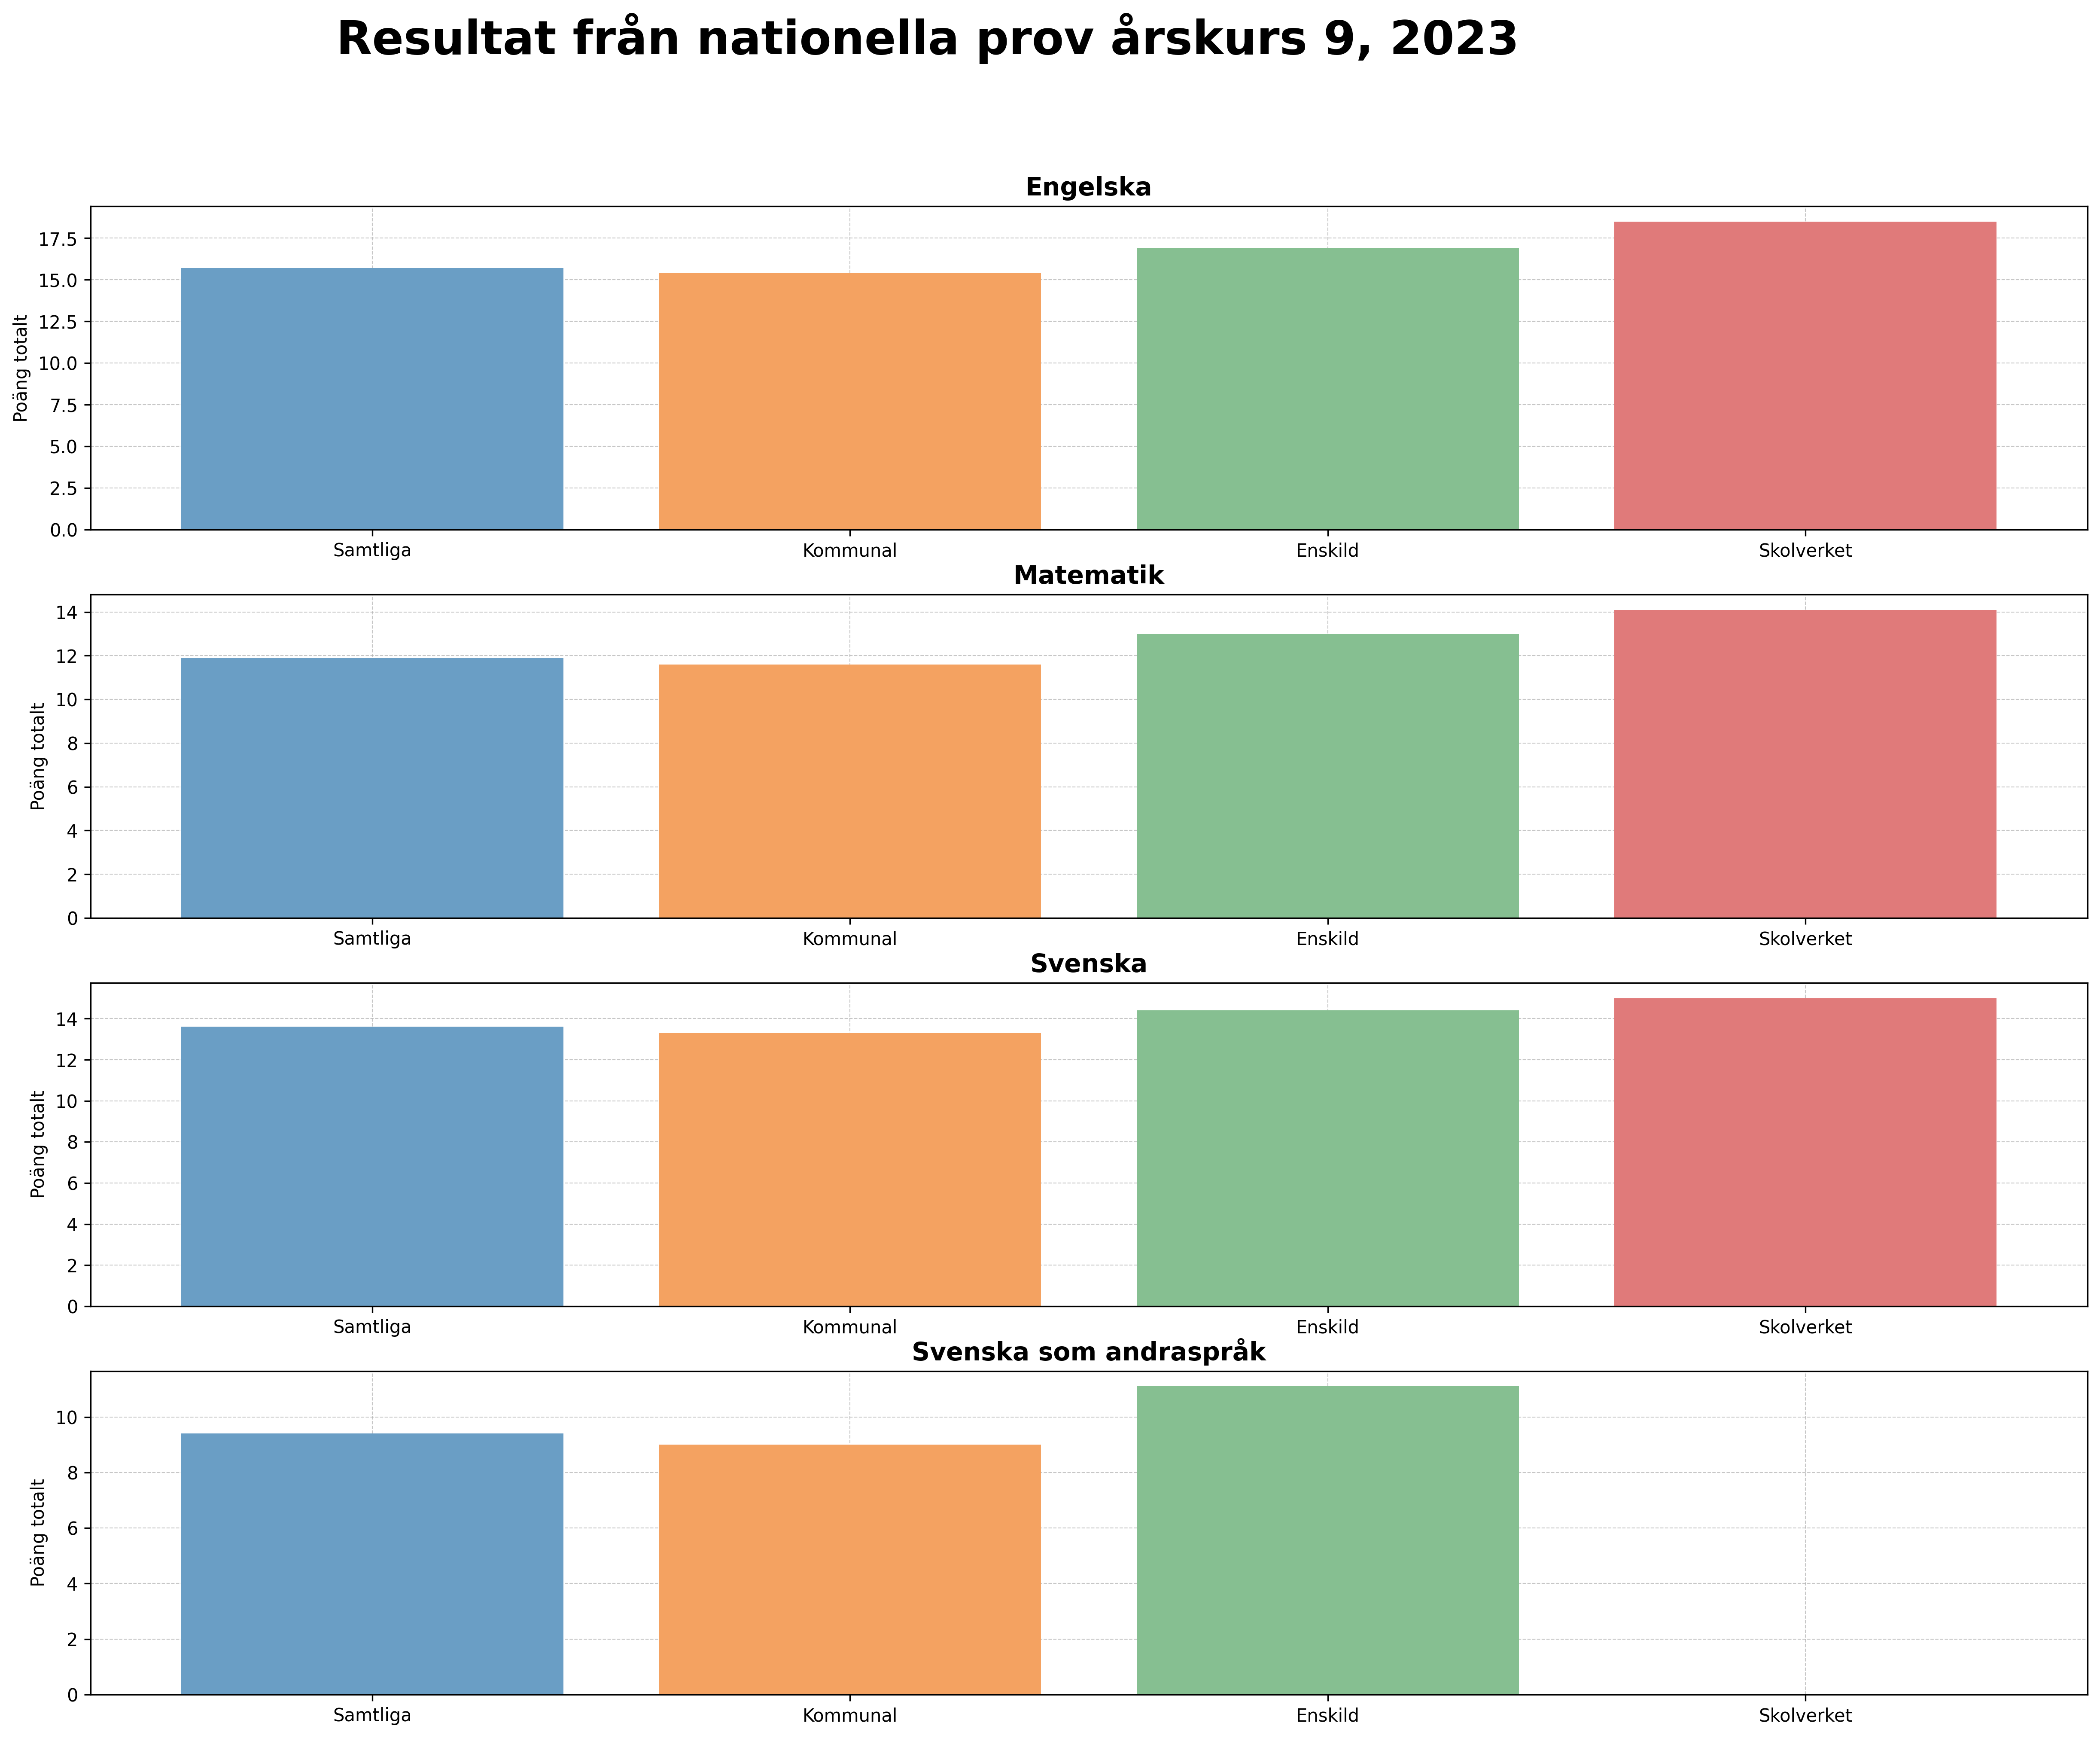 Resultat från nationella prov årskurs 9, 2023
Engelska
Poäng totalt
17.5
15.0
12.5
10.0
7.5
5.0
2.5
0.0
Samtliga Kommunal Enskild Skolverket
Matematik
Poäng totalt
14
12
10
8
6
4
2
0
Samtliga Kommunal Enskild Skolverket
Svenska
Poäng totalt
14
12
10
8
6
4
2
0
Samtliga Kommunal Enskild Skolverket
Svenska som andraspråk
Poäng totalt
10
8
6
4
2
0
Samtliga Kommunal Enskild Skolverket